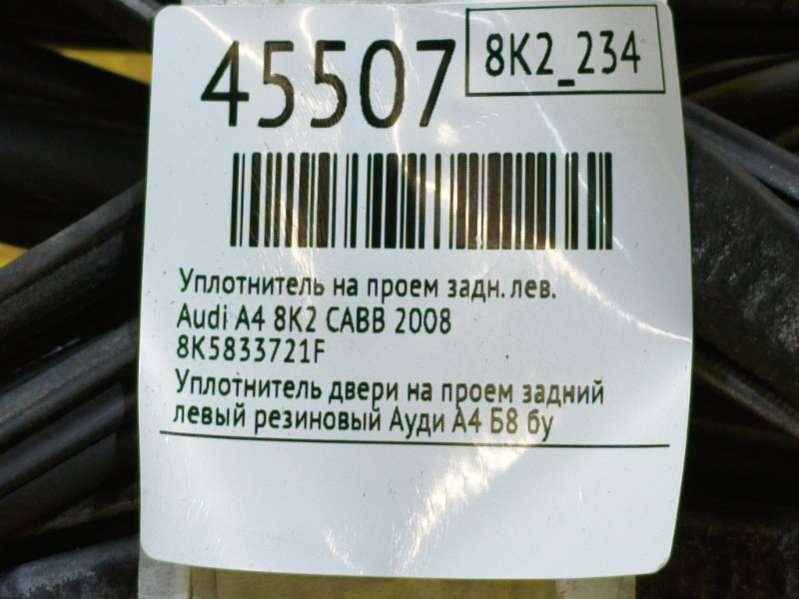 45507
8K2_234
Уплотнитель на проем задн. лев.
Audi A4 8K2 CABB 2008
8K5833721F
Уплотнитель двери на проем задний
левый резиновый Ауди А4 Б8 бу